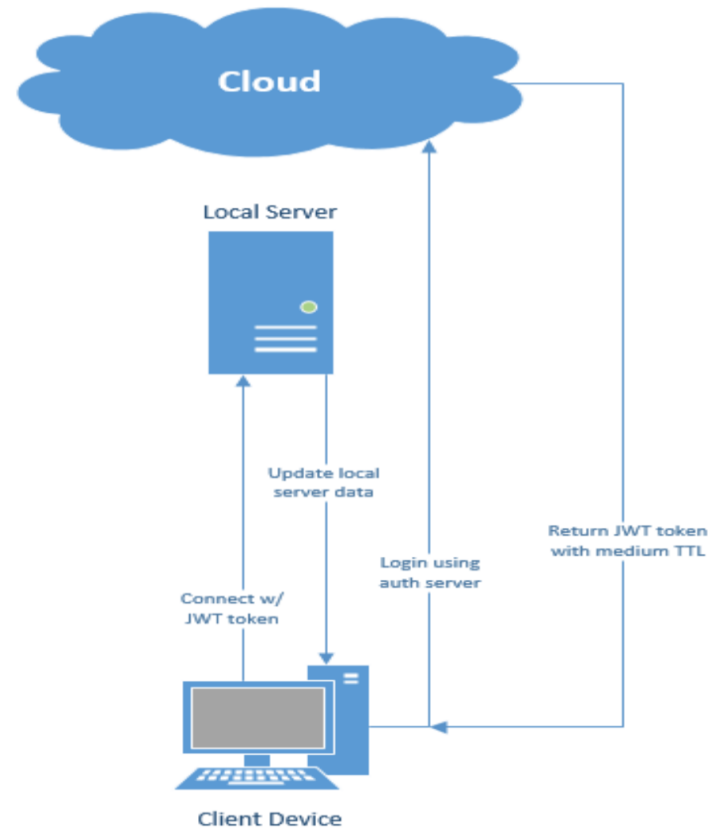 Cloud
Local Server
Update local
server data
Return JWT token
with medium TTL
Login using
auth server
Connect w/
JWT token
Client Device